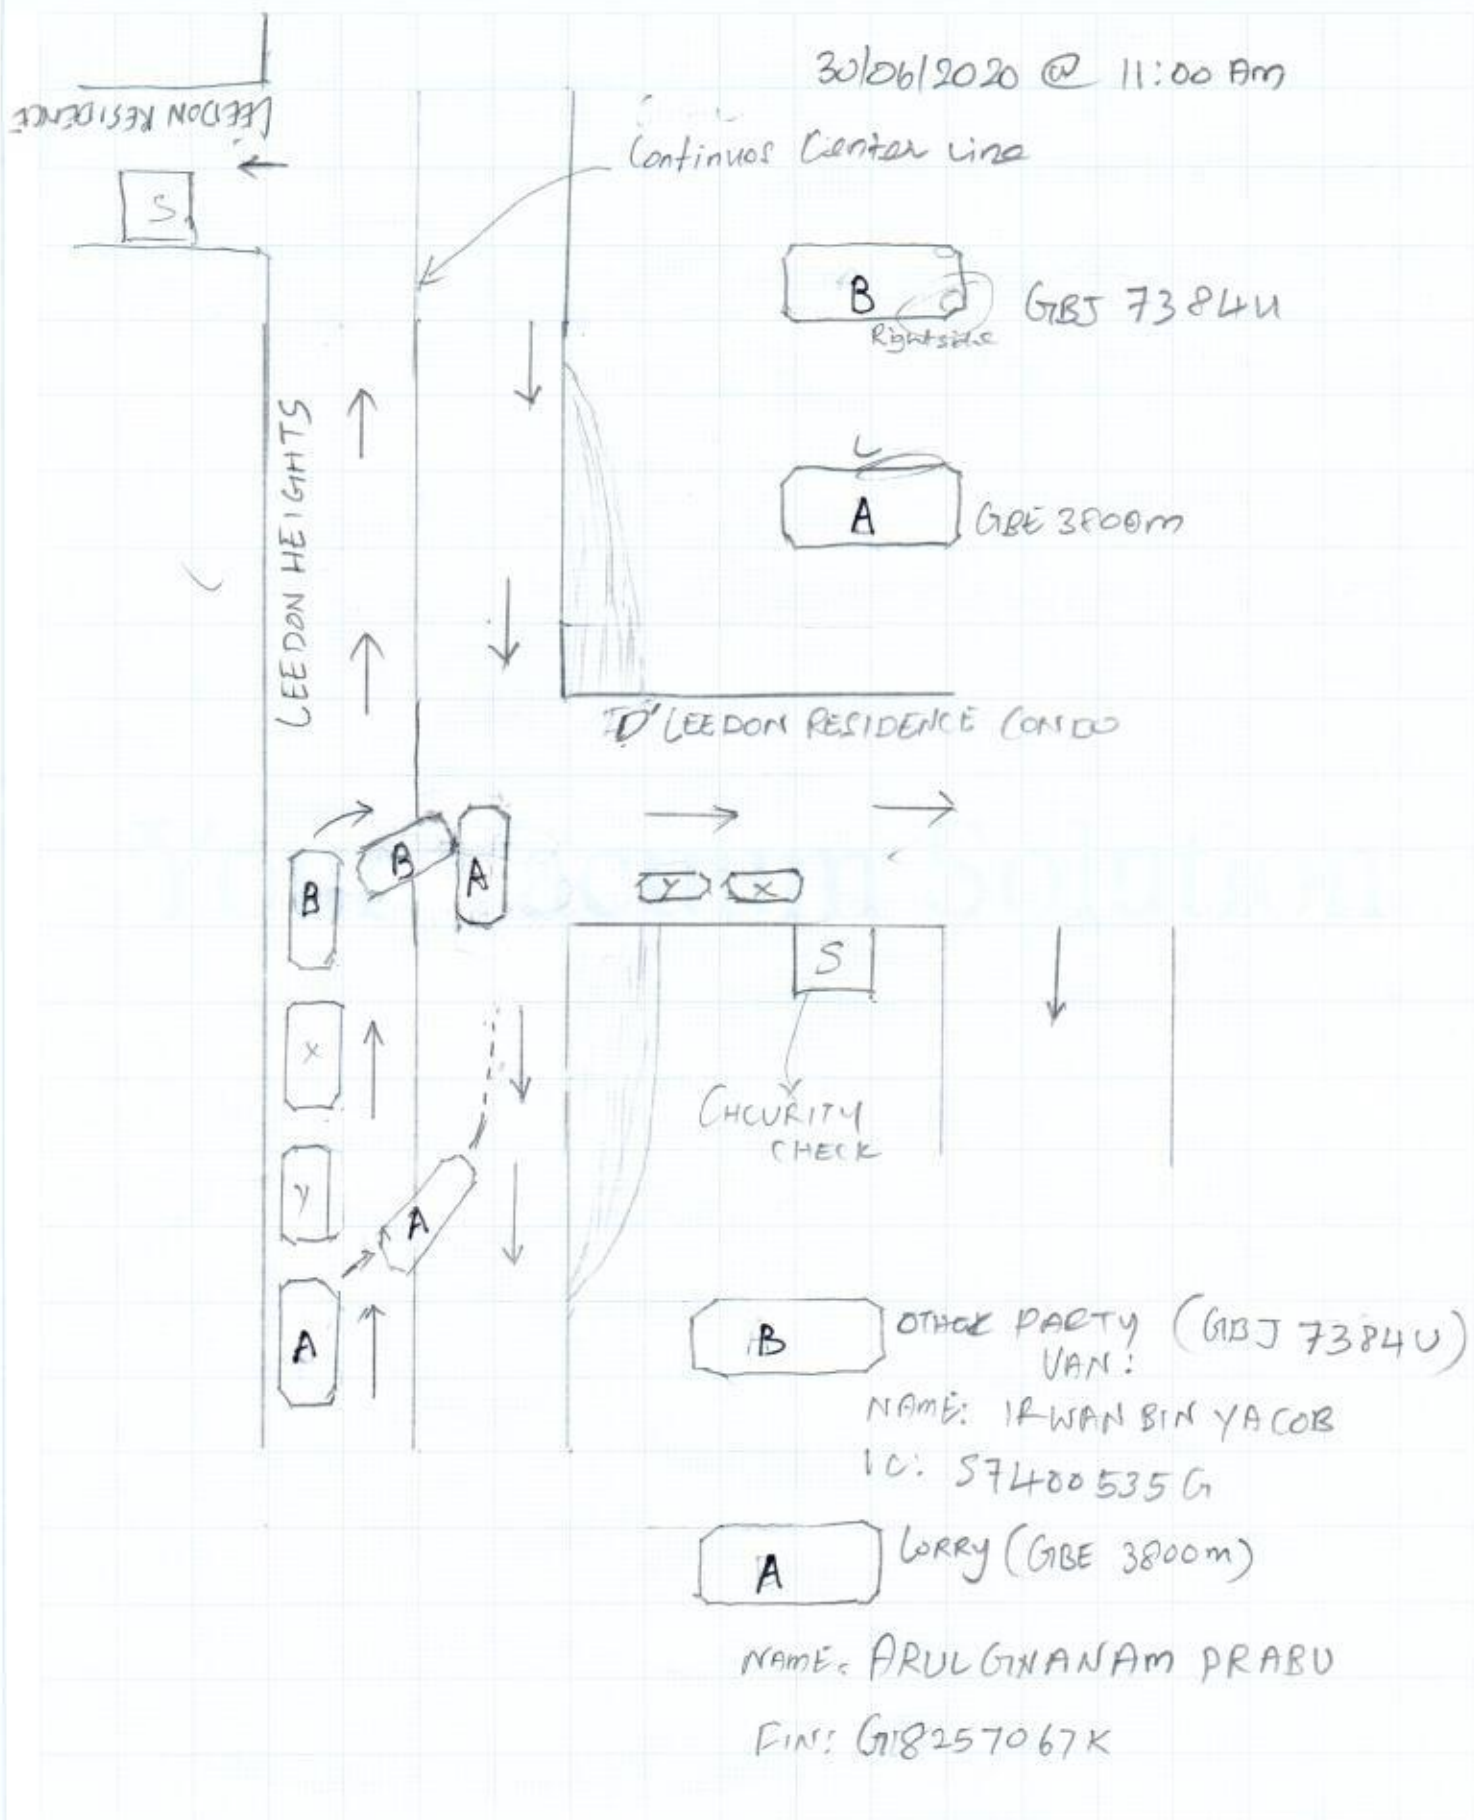 30/06/2020 @ 11:00 Am
LEEDON RESIDENCE
Continuos Center Line
S
B
GBJ 7384U
Rightside
L
A
GBE 3800m
LEEDON HEIGHTS
D'LEEDON RESIDENCE CONDO
B
B
A
Y
X
S
X
CHCURITY
CHECK
Y
A
A
B
OTHER PARTY (GBJ 7384U)
VAN:
NAME: IRWAN BIN YACOB
IC: S7400535G
A
LORRY (GBE 3800m)
NAME: ARULGNANAM PRABU
FIN: G8257067K